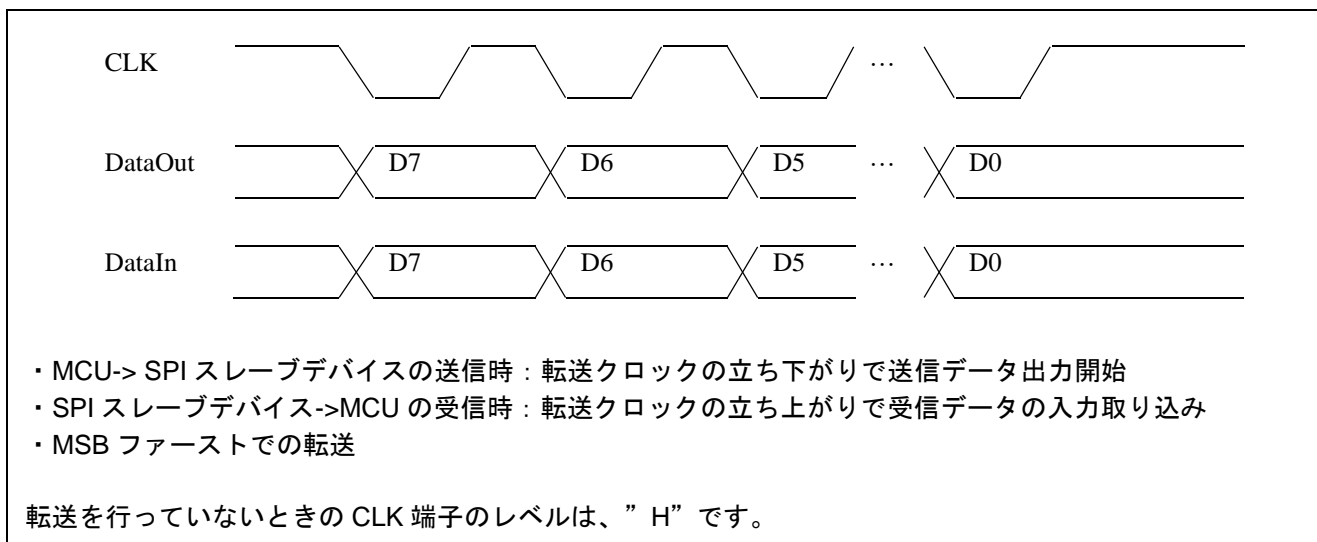 CLK …
DataOut D7 D6 D5 … D0
DataIn D7 D6 D5 … D0
・MCU-> SPI スレーブデバイスの送信時：転送クロックの立ち下がりで送信データ出力開始
・SPI スレーブデバイス->MCU の受信時：転送クロックの立ち上がりで受信データの入力取り込み
・MSB ファーストでの転送
転送を行っていないときの CLK 端子のレベルは、”H”です。